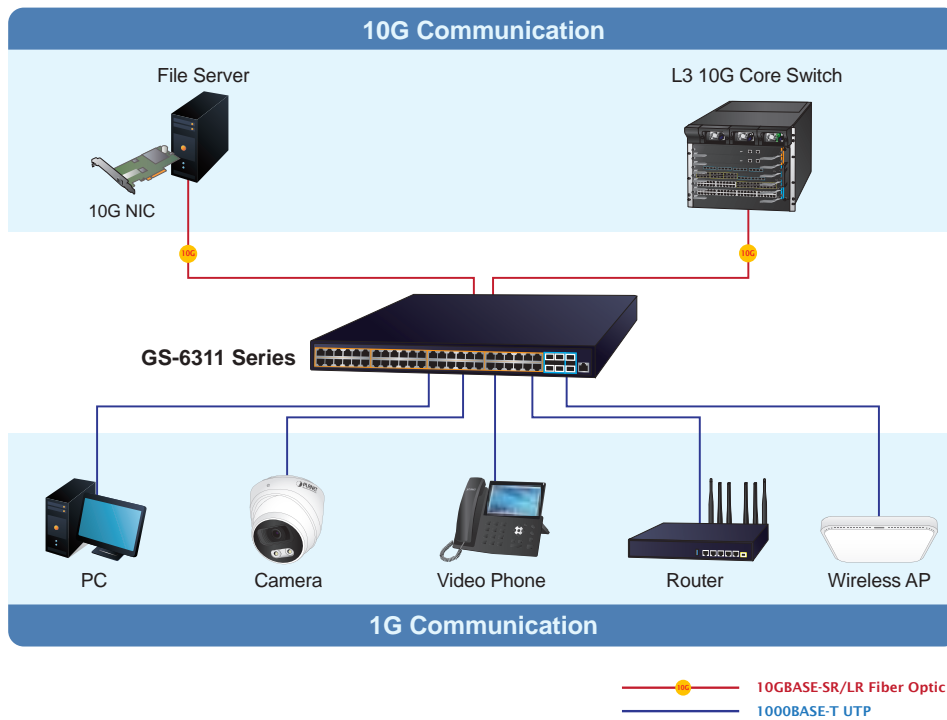 10G Communication
File Server
L3 10G Core Switch
10G NIC
10G
10G
GS-6311 Series
PLANET
PC
Camera
Video Phone
Router
Wireless AP
1G Communication
10G
10GBASE-SR/LR Fiber Optic
1000BASE-T UTP